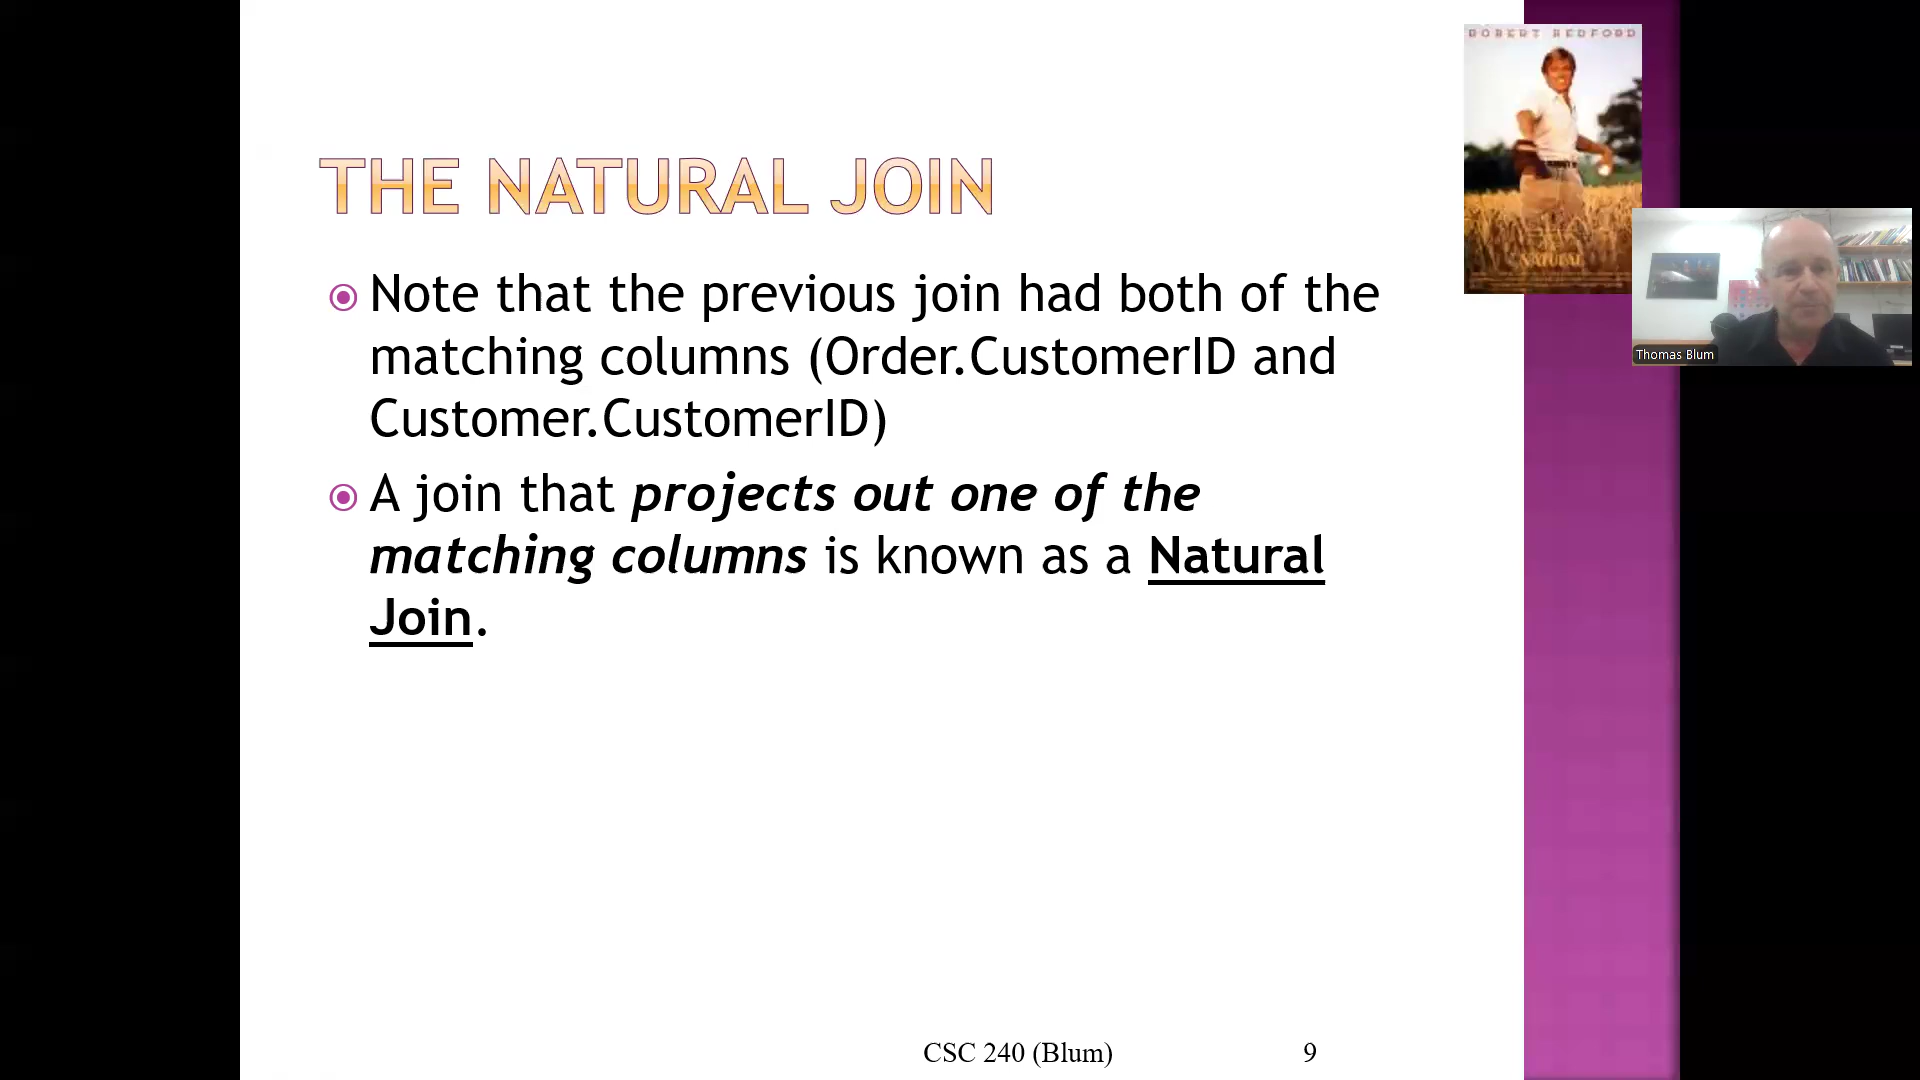 ROBERT REDFORD
THE NATURAL JOIN
Note that the previous join had both of the
matching columns (Order.CustomerID and
Customer.CustomerID)
A join that projects out one of the
matching columns is known as a Natural
Join.
NATURAL
Thomas Blum
CSC 240 (Blum)
9